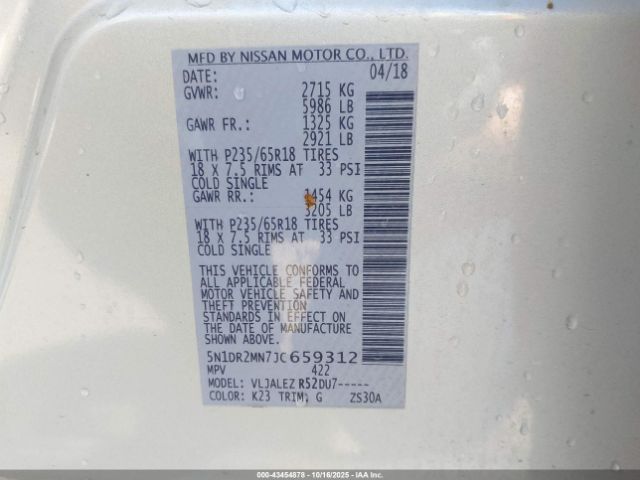 MFD BY NISSAN MOTOR CO., LTD.
DATE: 04/18
GVWR: 2715 KG
5986 LB
GAWR FR.: 1325 KG
2921 LB
WITH P235/65R18 TIRES
18 X 7.5 RIMS AT 33 PSI
COLD SINGLE
GAWR RR.: 1454 KG
3205 LB
WITH P235/65R18 TIRES
18 X 7.5 RIMS AT 33 PSI
COLD SINGLE
THIS VEHICLE CONFORMS TO
ALL APPLICABLE FEDERAL
MOTOR VEHICLE SAFETY AND
THEFT PREVENTION
STANDARDS IN EFFECT ON
THE DATE OF MANUFACTURE
SHOWN ABOVE.
5N1DR2MN7JC659312
MPV 422
MODEL: VLJALEZ R52DU7-----
COLOR: K23 TRIM: G ZS30A
000-43454878 | 10/16/2025 | IAA Inc.